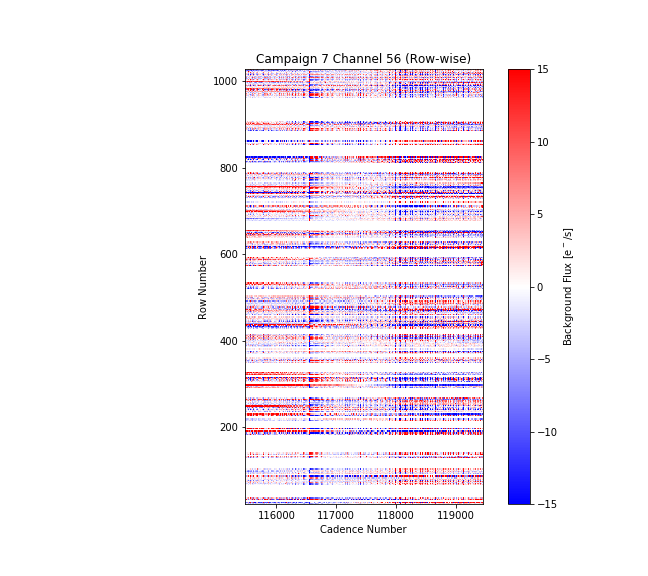 Campaign 7 Channel 56 (Row-wise)
1000
800
600
400
200
Row Number
116000 117000 118000 119000
Cadence Number
15
10
5
0
−5
−10
−15
Background Flux [e⁻/s]